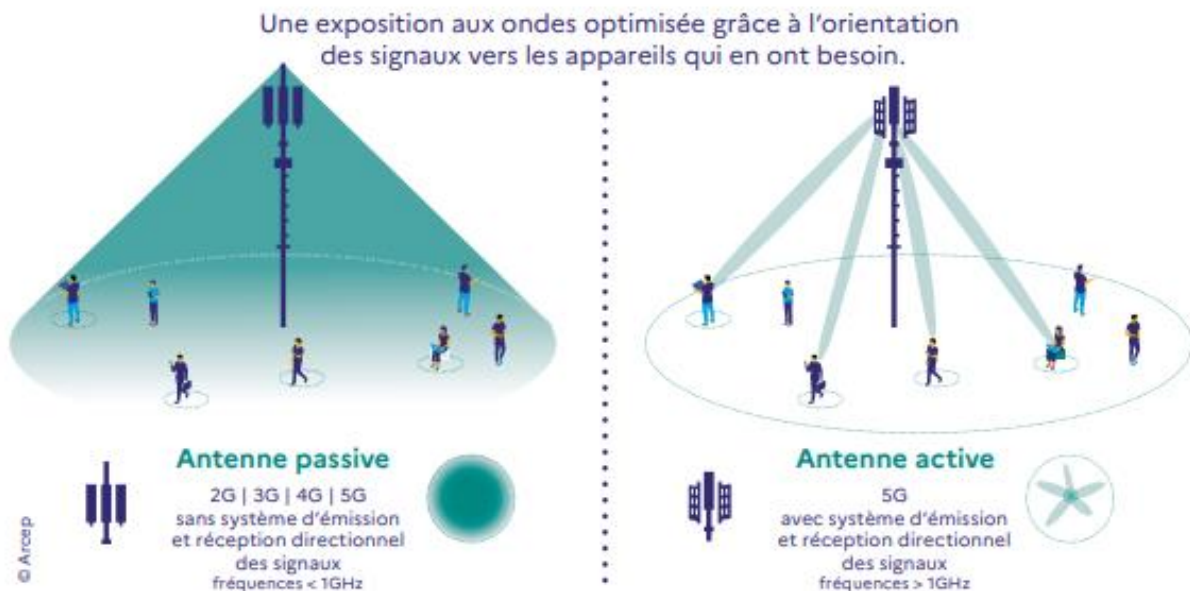 Une exposition aux ondes optimisée grâce à l'orientation
des signaux vers les appareils qui en ont besoin.
Antenne passive
2G | 3G | 4G | 5G
sans système d'émission
et réception directionnel
des signaux
fréquences < 1GHz
Antenne active
5G
avec système d'émission
et réception directionnel
des signaux
fréquences > 1GHz
© Arcep